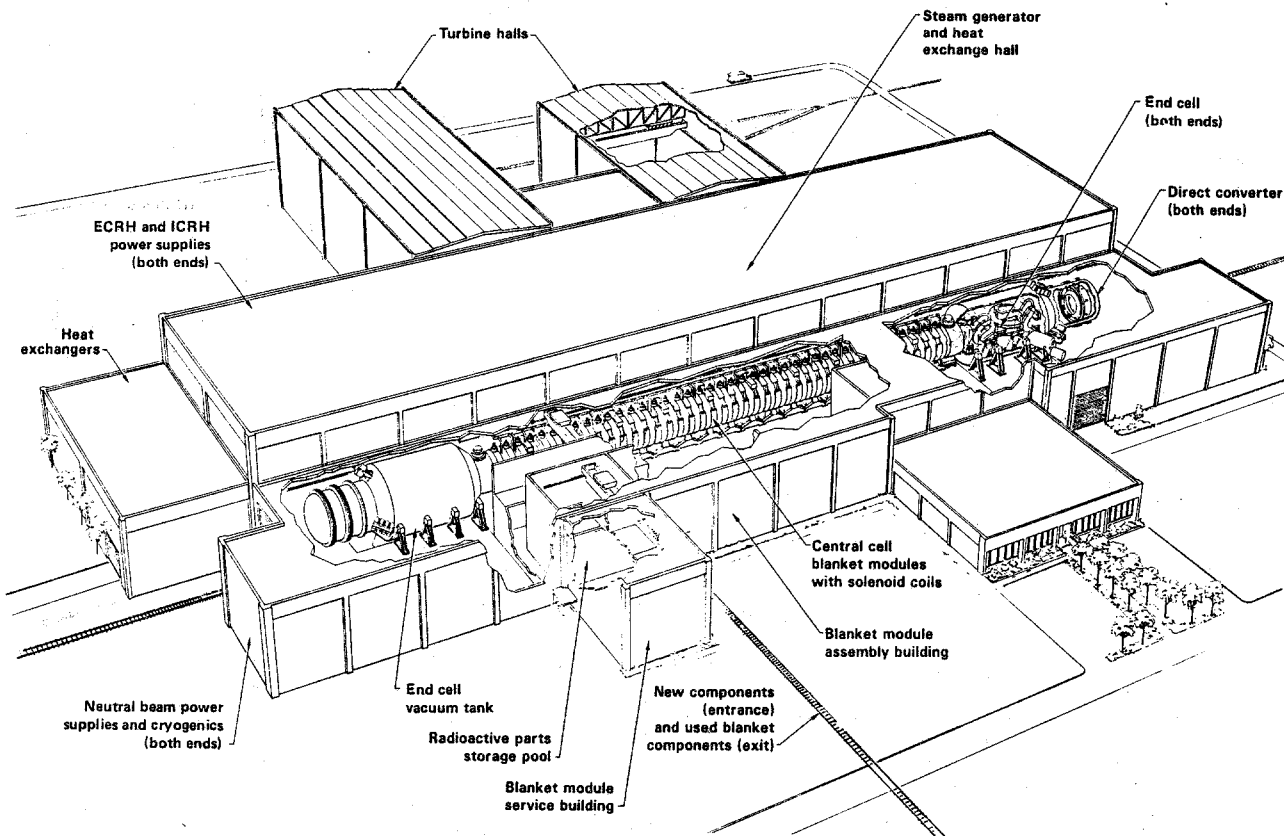 Turbine halls
Steam generator
and heat
exchange hall
End cell
(both ends)
Direct converter
(both ends)
ECRH and ICRH
power supplies
(both ends)
Heat
exchangers
Central cell
blanket modules
with solenoid coils
Blanket module
assembly building
New components
(entrance)
and used blanket
components (exit)
End cell
vacuum tank
Neutral beam power
supplies and cryogenics
(both ends)
Radioactive parts
storage pool
Blanket module
service building